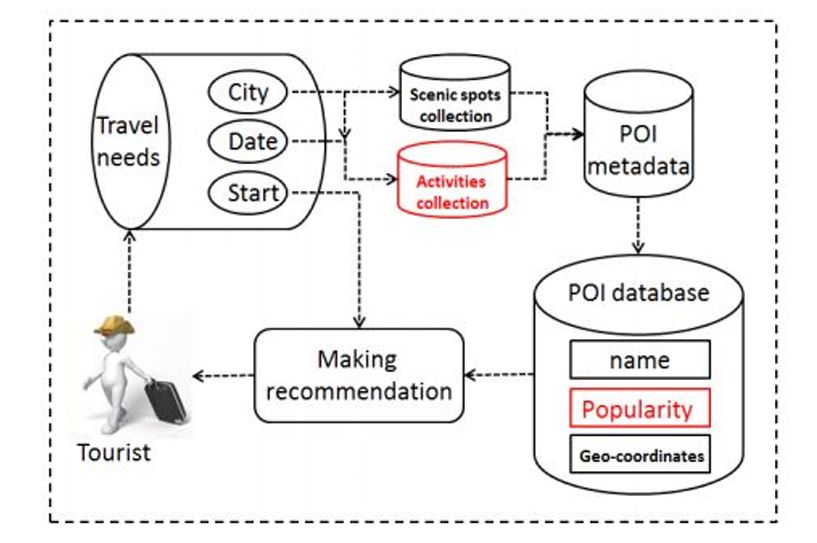 Travel
needs
City
Date
Start
Scenic spots
collection
Activities
collection
POI
metadata
POI database
name
Popularity
Geo-coordinates
Making
recommendation
Tourist